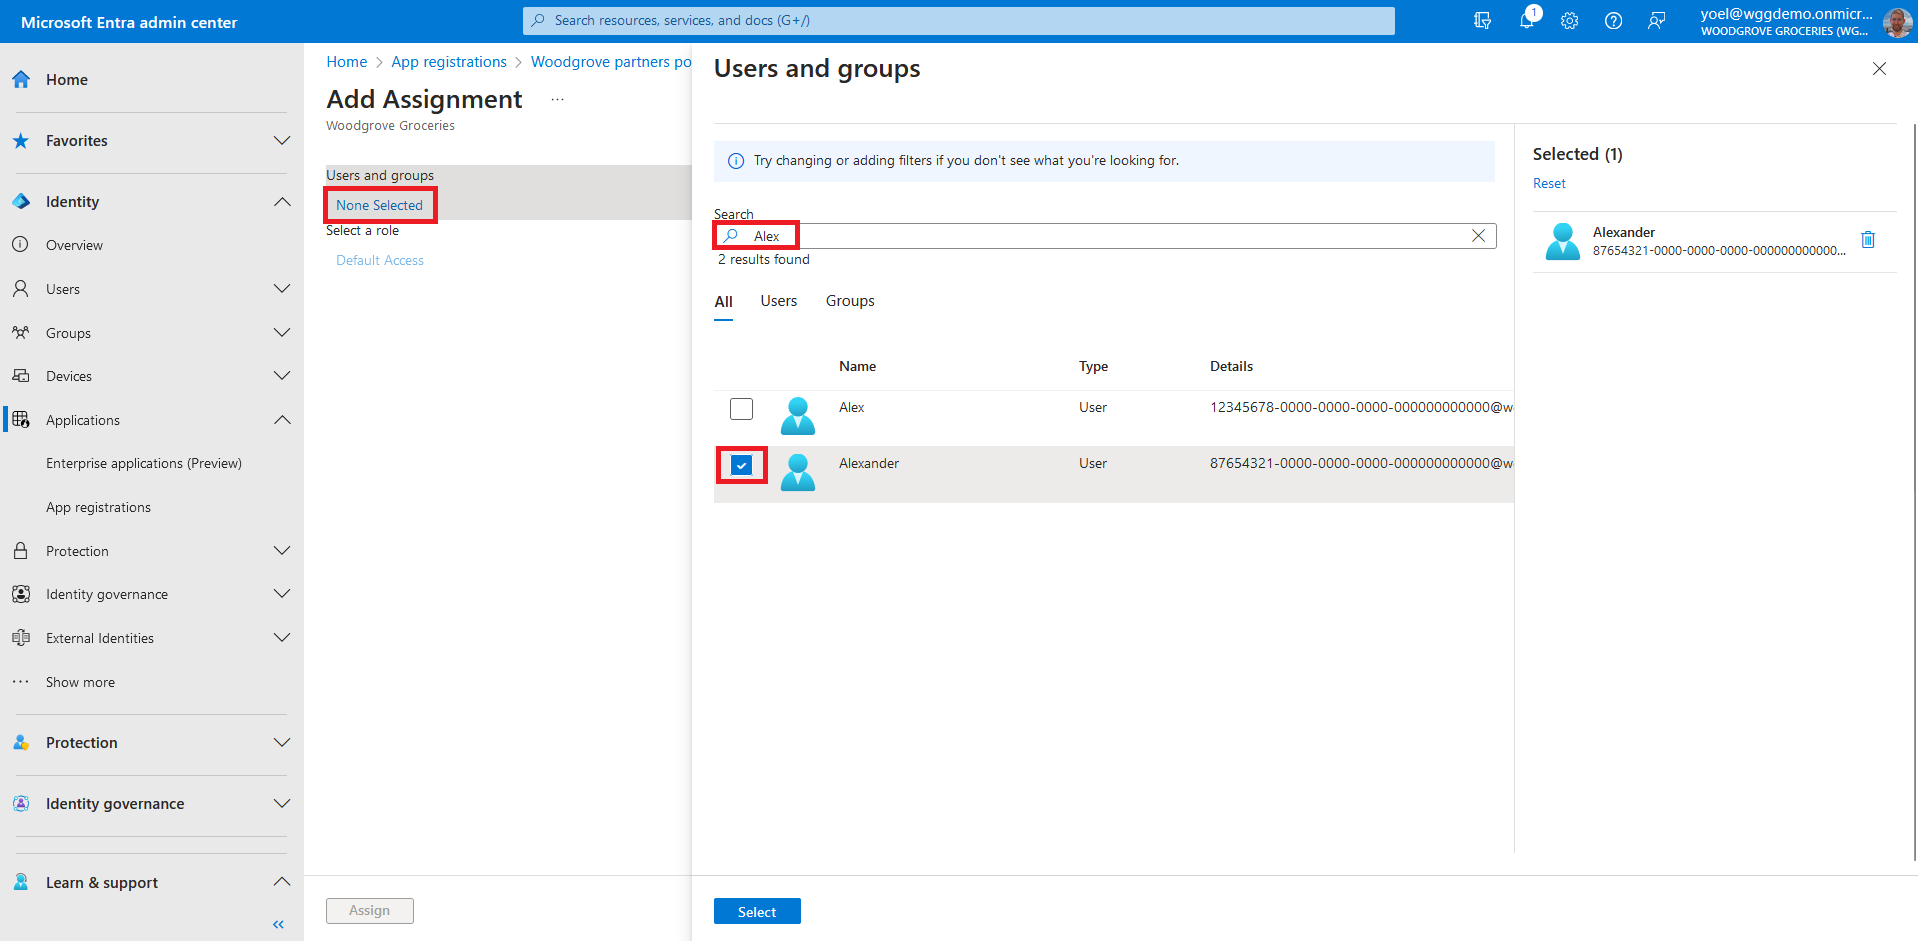 Microsoft Entra admin center
Search resources, services, and docs (G+/)
1
yoel@wggdemo.onmicr...
WOODGROVE GROCERIES (WG...
Home
Favorites
Identity
Overview
Users
Groups
Devices
Applications
Enterprise applications (Preview)
App registrations
Protection
Identity governance
External Identities
Show more
Protection
Identity governance
Learn & support
Home > App registrations > Woodgrove partners po
Add Assignment
Woodgrove Groceries
Users and groups
None Selected
Select a role
Default Access
Assign
Users and groups
Try changing or adding filters if you don't see what you're looking for.
Search
Alex
2 results found
All Users Groups
Name Type Details
Alex User 12345678-0000-0000-0000-000000000000@w
Alexander User 87654321-0000-0000-0000-000000000000@w
Select
Selected (1)
Reset
Alexander
87654321-0000-0000-0000-000000000000...